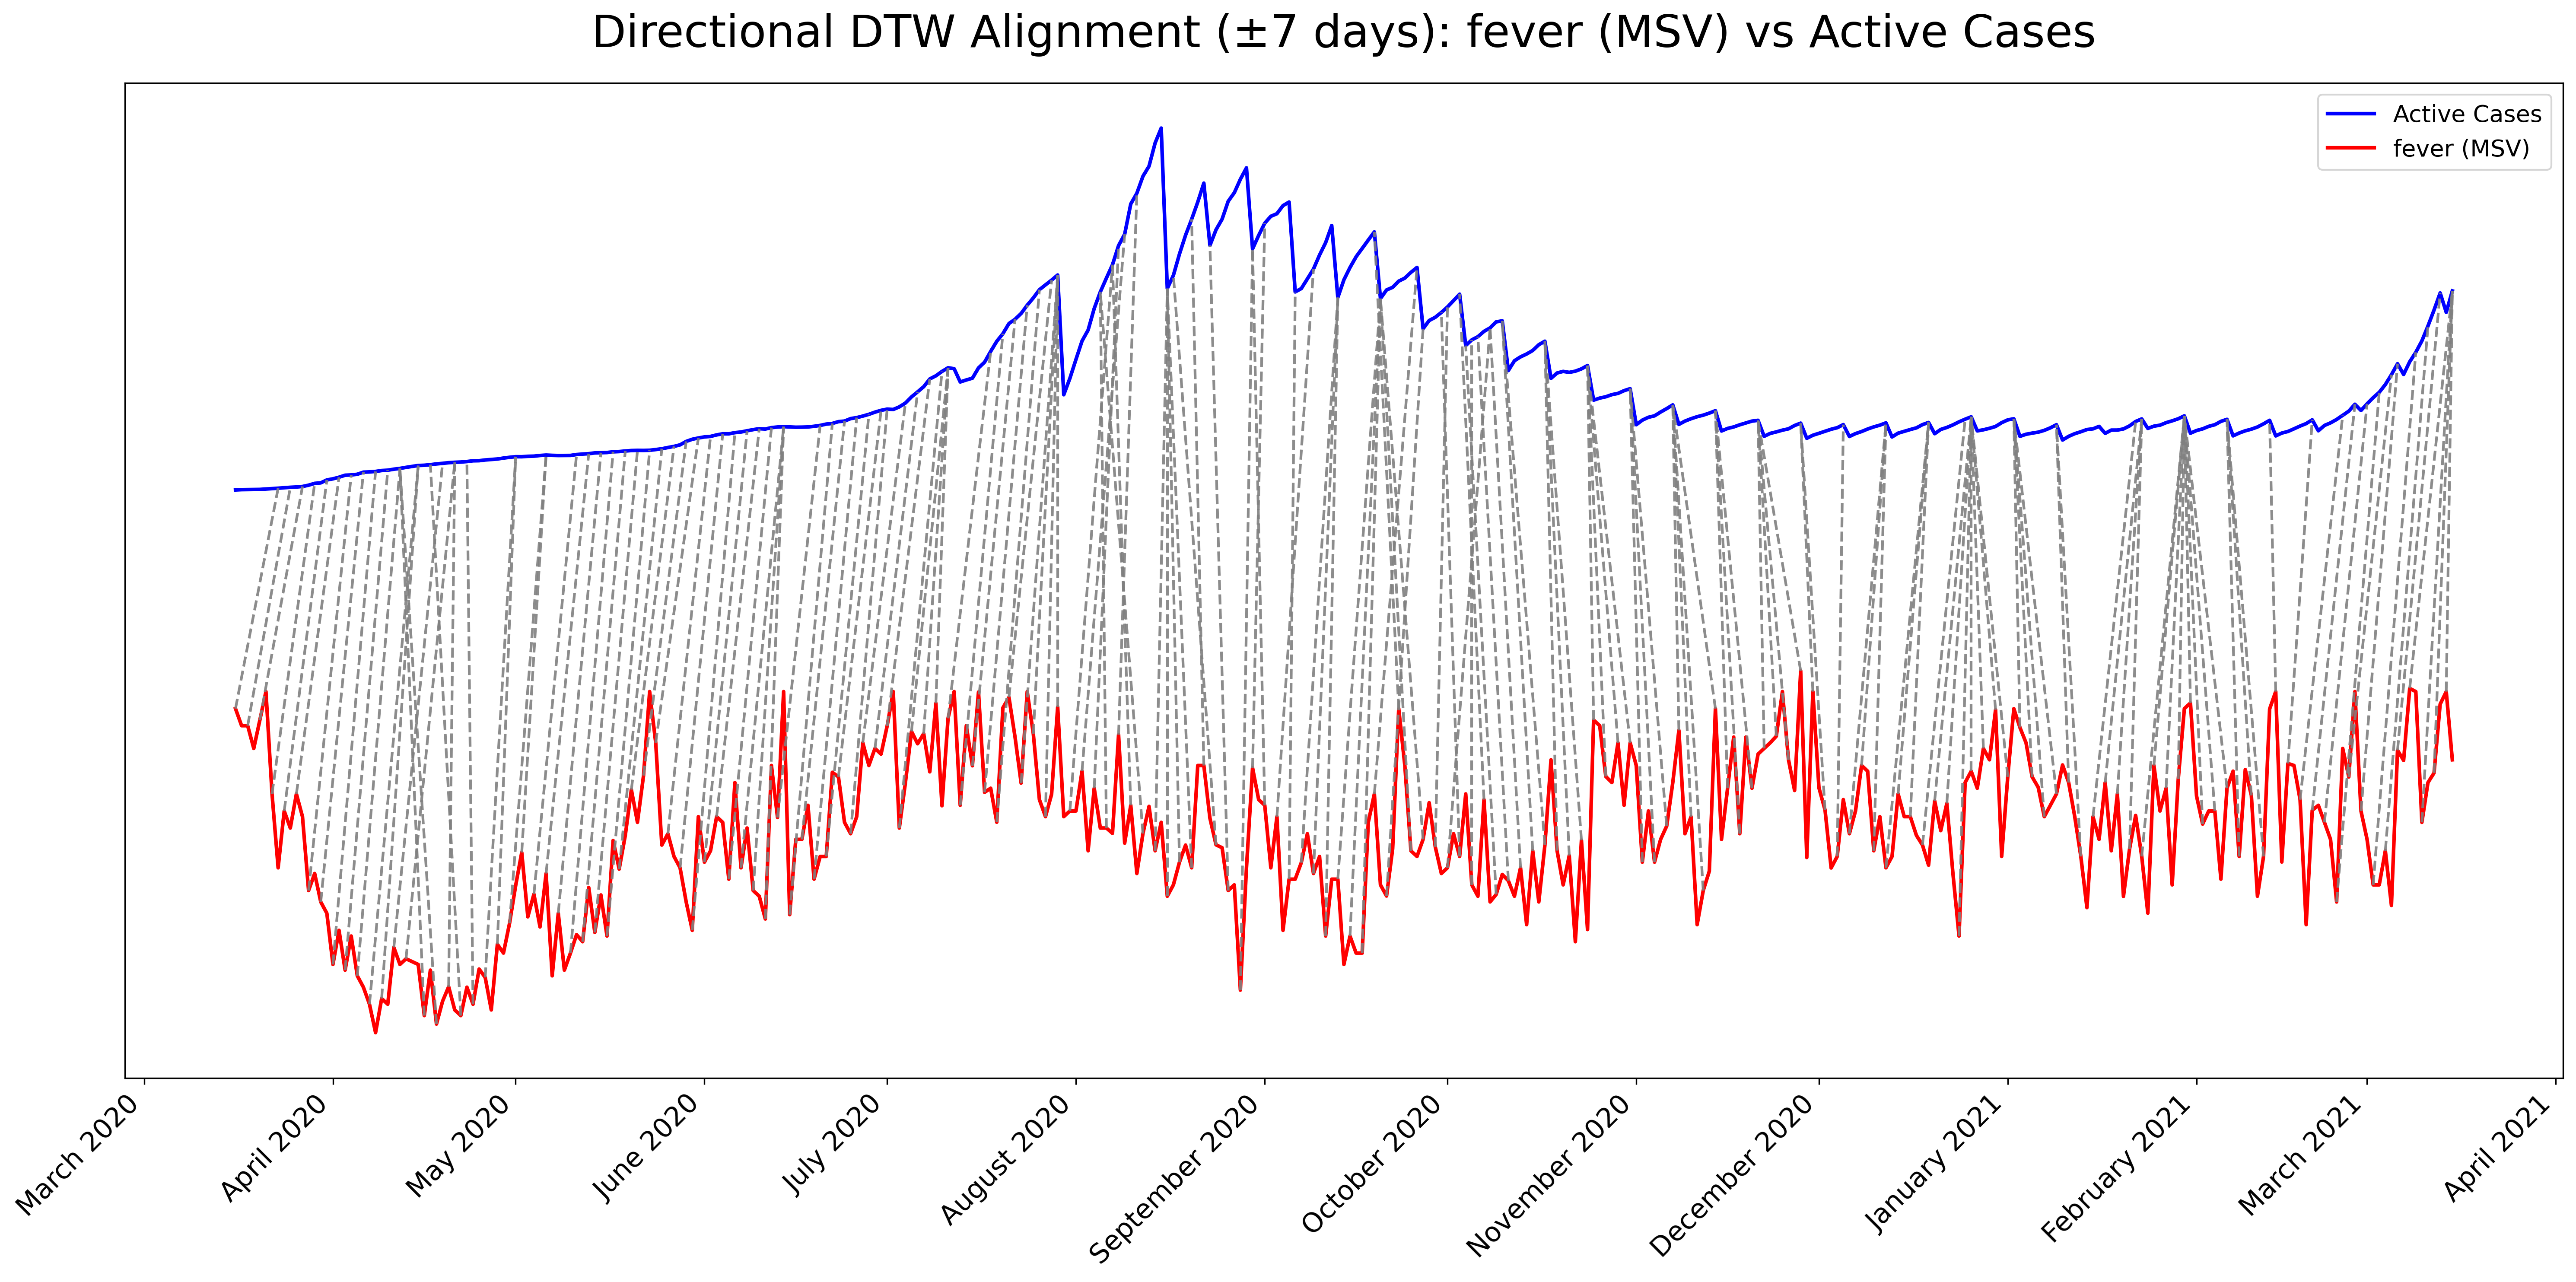 Directional DTW Alignment (±7 days): fever (MSV) vs Active Cases
Active Cases
fever (MSV)
March 2020
April 2020
May 2020
June 2020
July 2020
August 2020
September 2020
October 2020
November 2020
December 2020
January 2021
February 2021
March 2021
April 2021